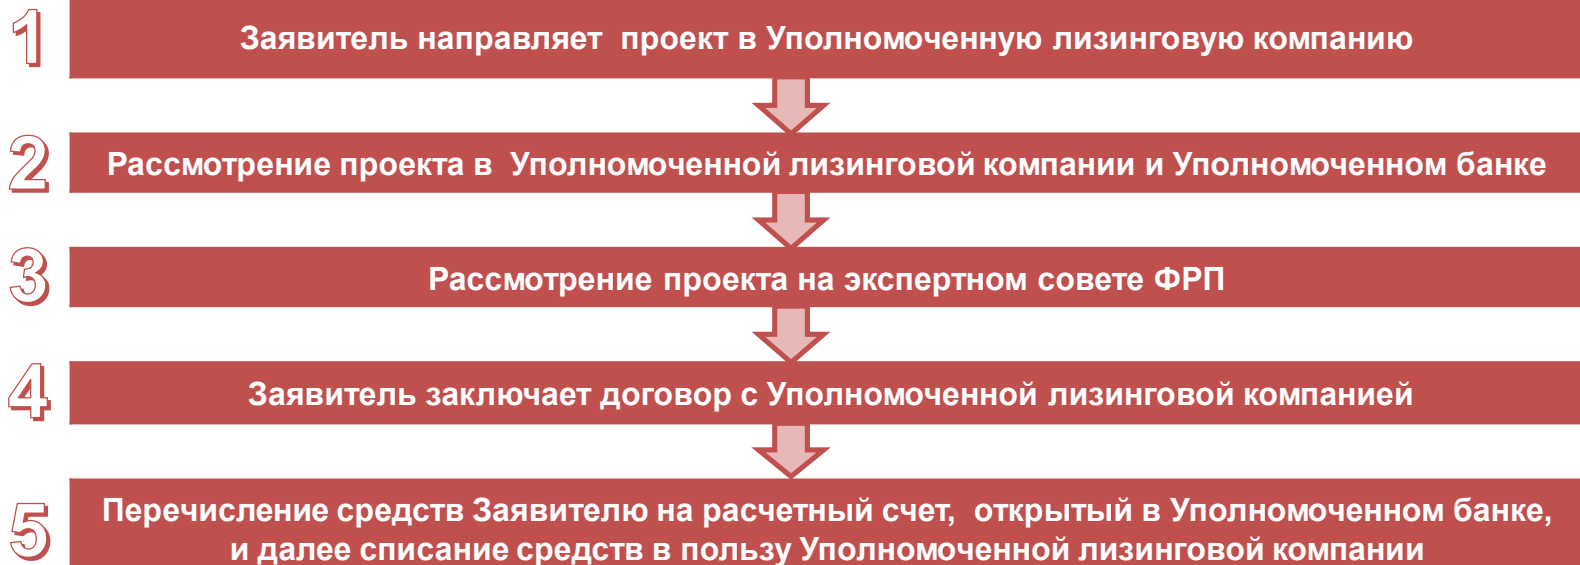 1
Заявитель направляет проект в Уполномоченную лизинговую компанию
2
Рассмотрение проекта в Уполномоченной лизинговой компании и Уполномоченном банке
3
Рассмотрение проекта на экспертном совете ФРП
4
Заявитель заключает договор с Уполномоченной лизинговой компанией
5
Перечисление средств Заявителю на расчетный счет, открытый в Уполномоченном банке,
и далее списание средств в пользу Уполномоченной лизинговой компании